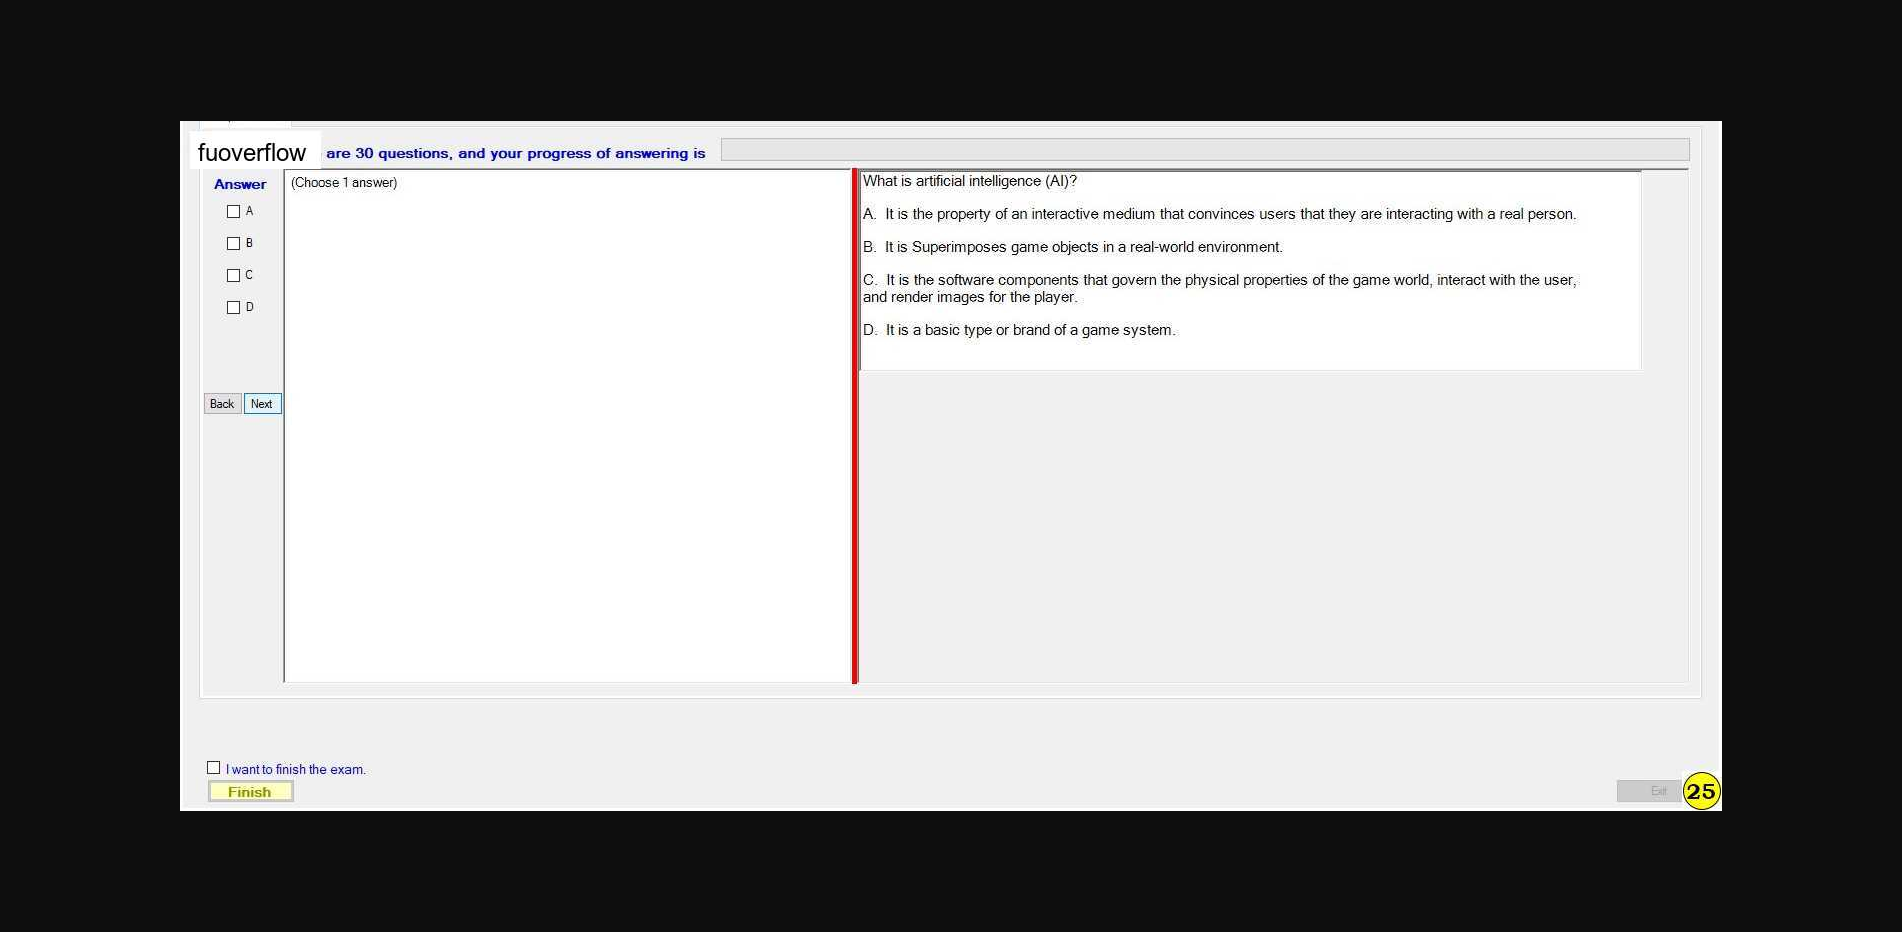 fuoverflow are 30 questions, and your progress of answering is
Answer
A
B
C
D
Back Next
(Choose 1 answer)
What is artificial intelligence (AI)?
A. It is the property of an interactive medium that convinces users that they are interacting with a real person.
B. It is Superimposes game objects in a real-world environment.
C. It is the software components that govern the physical properties of the game world, interact with the user,
and render images for the player.
D. It is a basic type or brand of a game system.
I want to finish the exam.
Finish
Exit
25